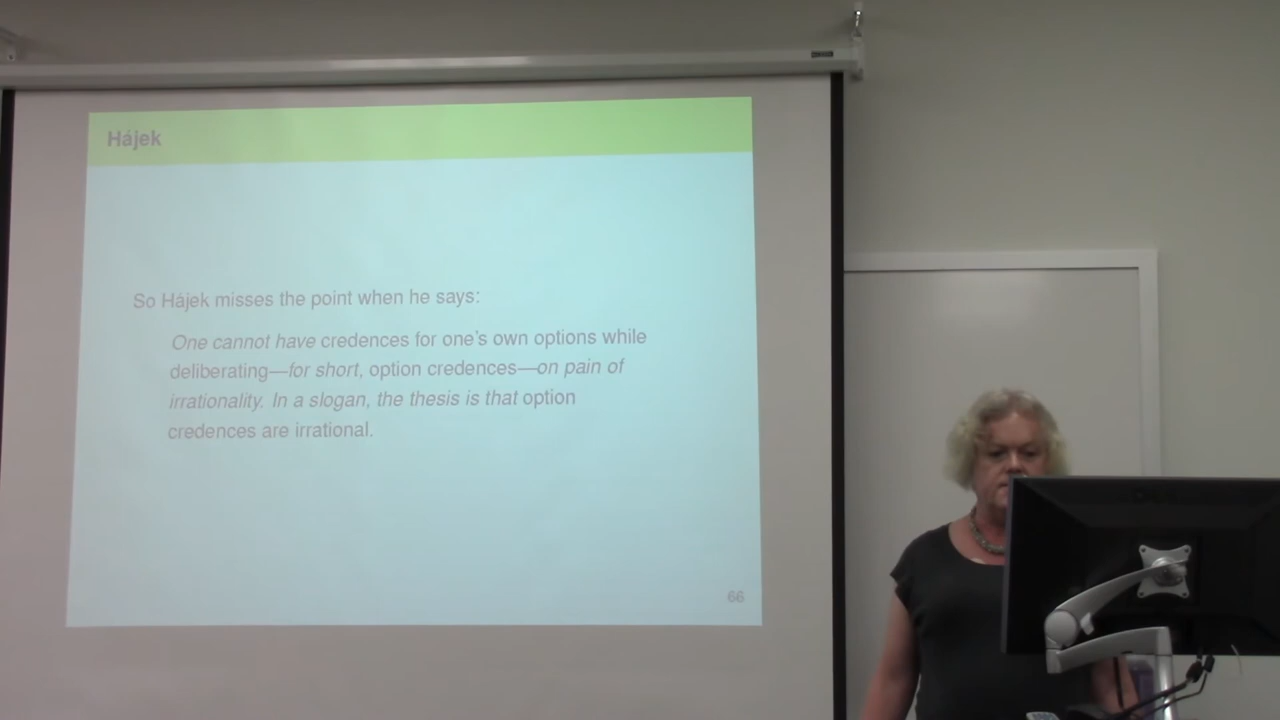 Hájek
So Hájek misses the point when he says:
One cannot have credences for one's own options while
deliberating—for short, option credences—on pain of
irrationality. In a slogan, the thesis is that option
credences are irrational.
66